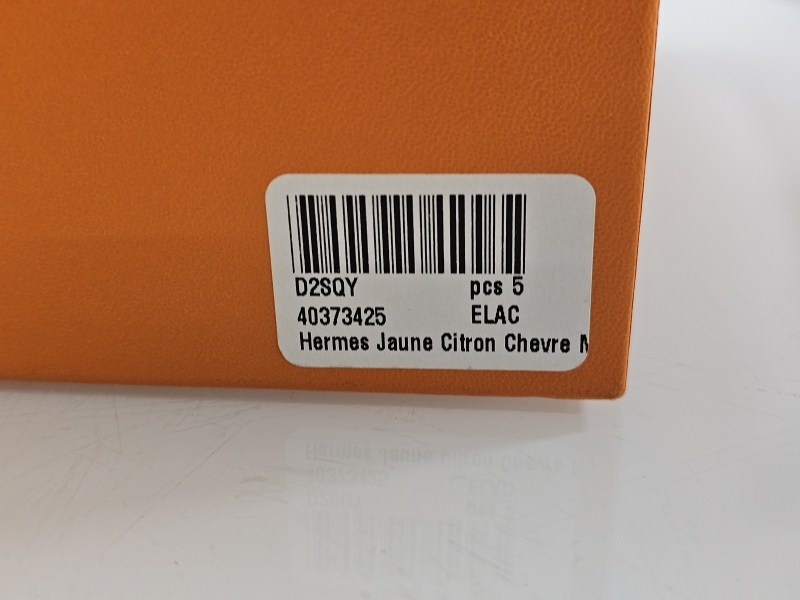 D2SQY pcs 5
40373425 ELAC
Hermes Jaune Citron Chevre